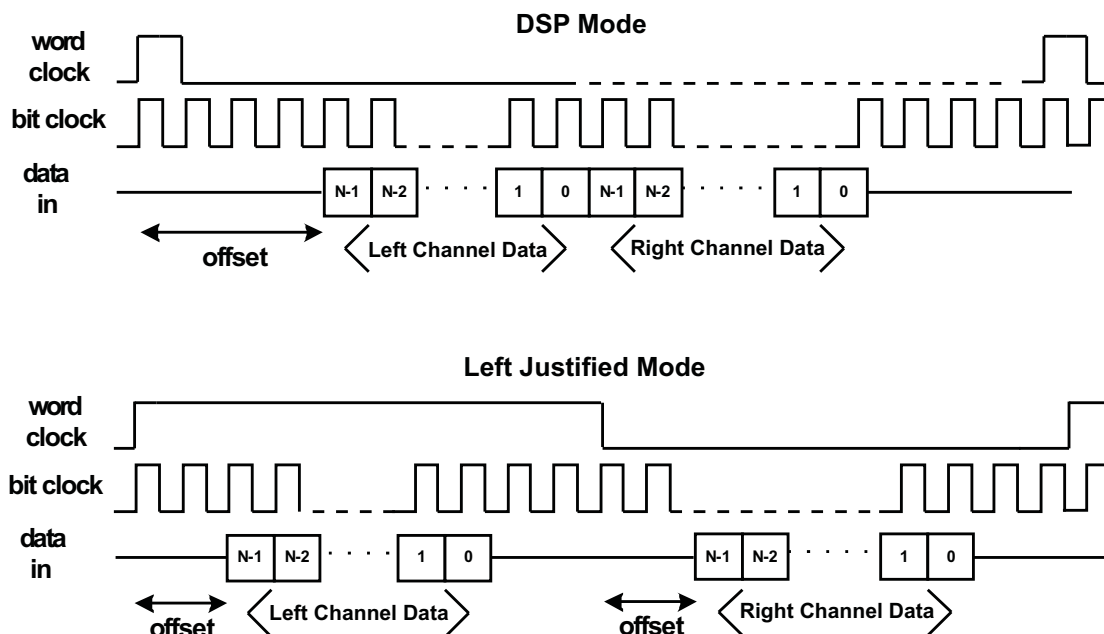 DSP Mode
word
clock
bit clock
data
in
N-1 N-2 · · · · · 1 0 N-1 N-2 · · · · · 1 0
offset
Left Channel Data
Right Channel Data
Left Justified Mode
word
clock
bit clock
data
in
N-1 N-2 · · · · · 1 0
N-1 N-2 · · · · · 1 0
offset
Left Channel Data
offset
Right Channel Data